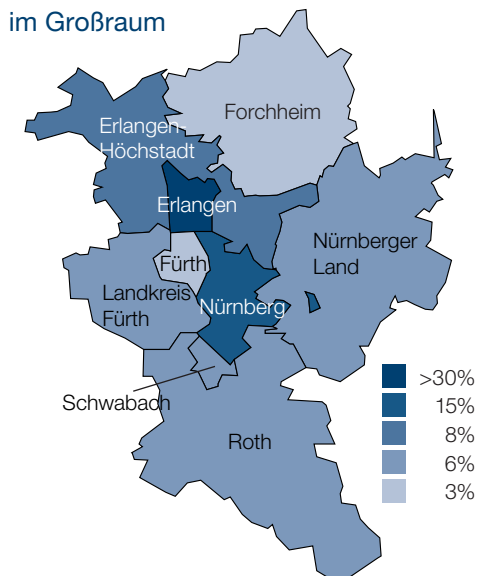 im Großraum
Forchheim
Erlangen
Höchstadt
Erlangen
Nürnberger
Land
Fürth
Landkreis
Fürth
Nürnberg
Schwabach
Roth
>30%
15%
8%
6%
3%